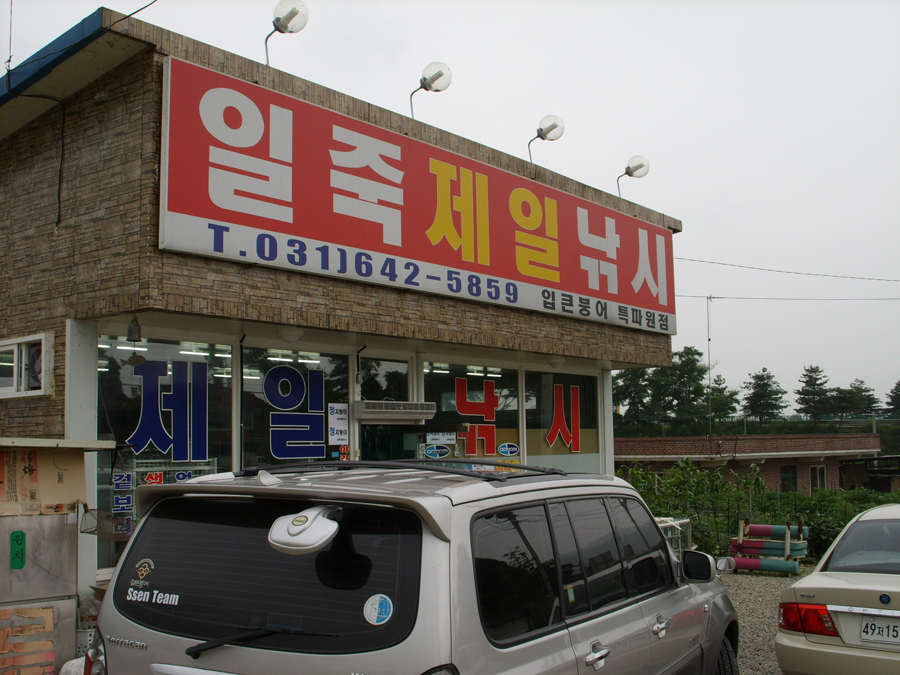 일죽제일낚시
T.031)642-5859
입큰붕어 특파원점
제일 낚시
Ssen Team
Terracan
49저15